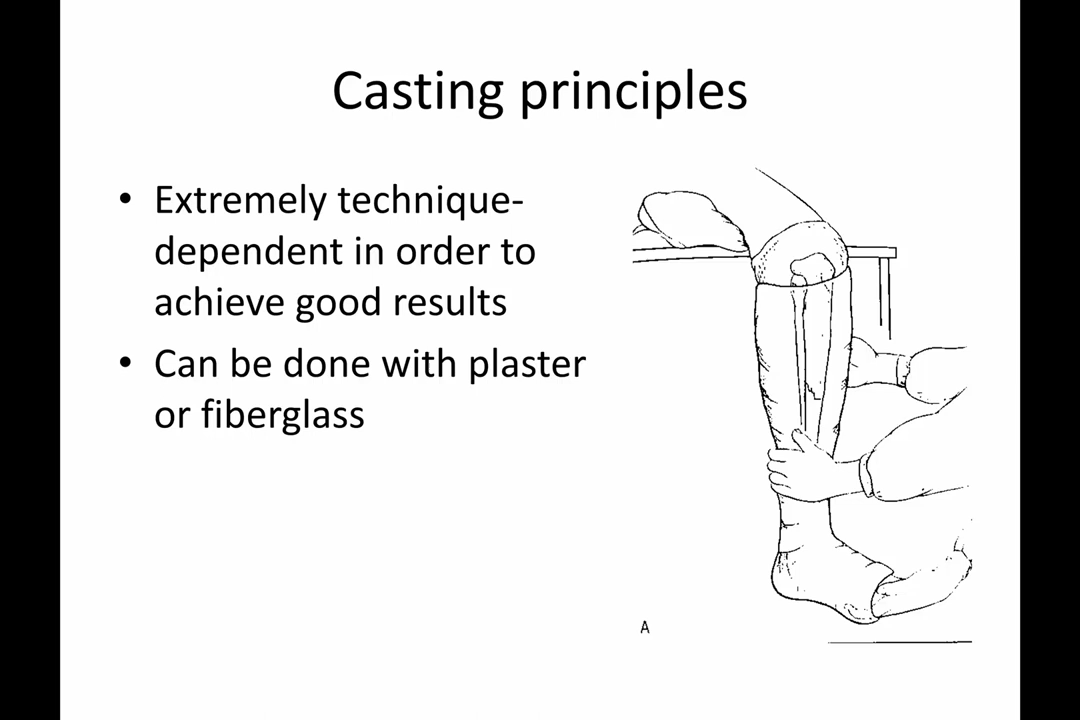 Casting principles
• Extremely technique-
dependent in order to
achieve good results
• Can be done with plaster
or fiberglass
A